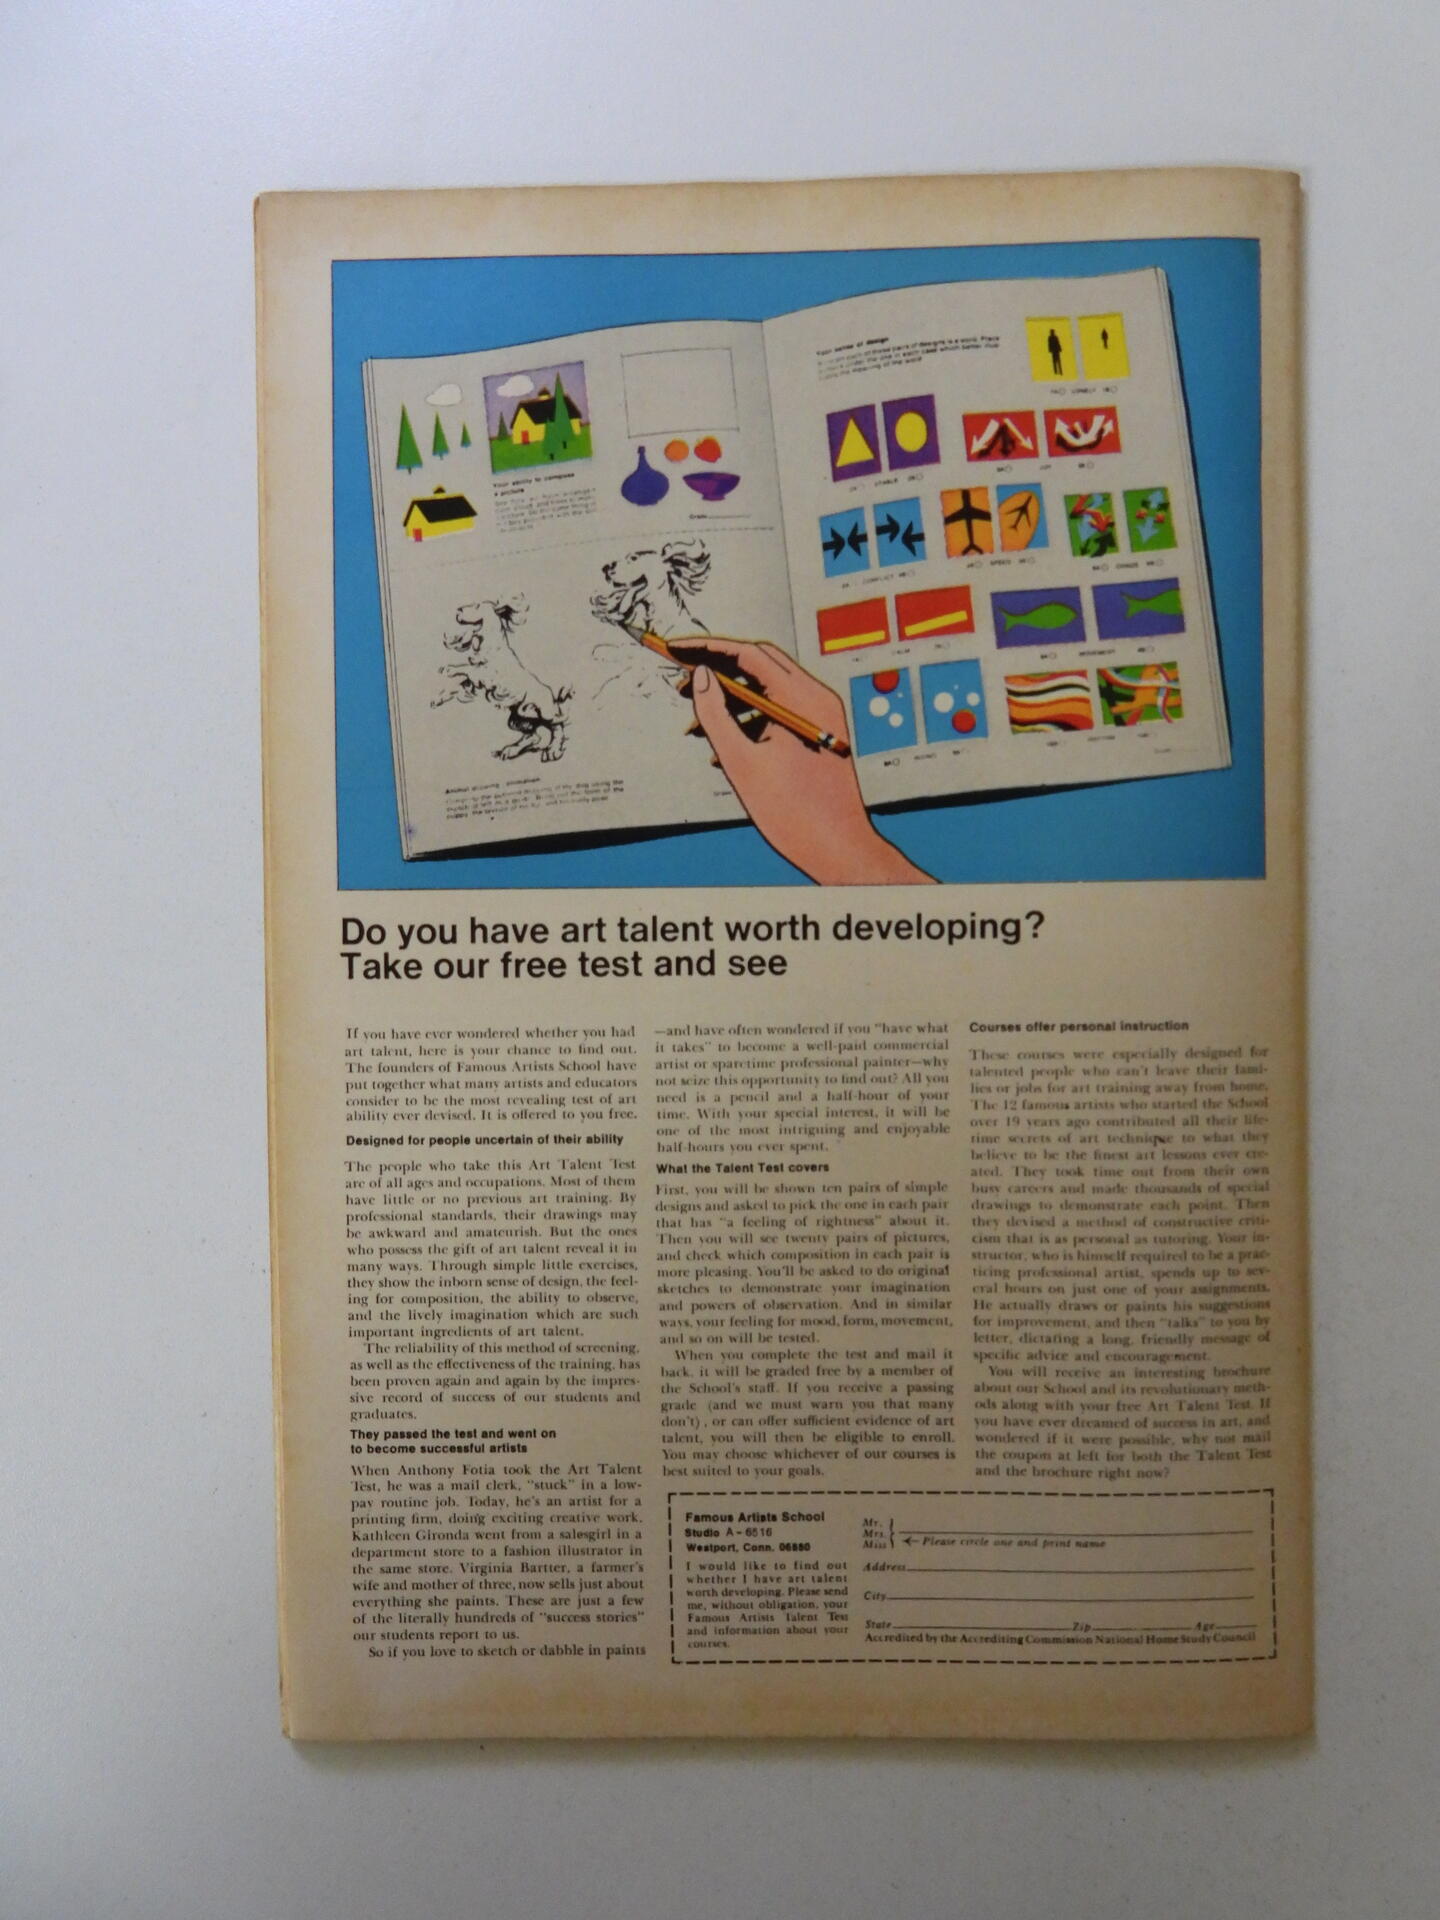 Your ability to compose
a picture
Grade
Your sense of design
LONELY
STABLE
JOY
CONFLICT
SPEED
CALM
MOVEMENT
Do you have art talent worth developing?
Take our free test and see
If you have ever wondered whether you had
art talent, here is your chance to find out.
The founders of Famous Artists School have
put together what many artists and educators
consider to be the most revealing test of art
ability ever devised. It is offered to you free.
Designed for people uncertain of their ability
The people who take this Art Talent Test
are of all ages and occupations. Most of them
have little or no previous art training. By
professional standards, their drawings may
be awkward and amateurish. But the ones
who possess the gift of art talent reveal it in
many ways. Through simple little exercises,
they show the inborn sense of design, the feel-
ing for composition, the ability to observe,
and the lively imagination which are such
important ingredients of art talent.
The reliability of this method of screening,
as well as the effectiveness of the training, has
been proven again and again by the impres-
sive record of success of our students and
graduates.
They passed the test and went on
to become successful artists
When Anthony Fotia took the Art Talent
Test, he was a mail clerk, "stuck" in a low-
pay routine job. Today, he's an artist for a
printing firm, doing exciting creative work.
Kathleen Gironda went from a salesgirl in a
department store to a fashion illustrator in
the same store. Virginia Bartter, a farmer's
wife and mother of three, now sells just about
everything she paints. These are just a few
of the literally hundreds of "success stories"
our students report to us.
So if you love to sketch or dabble in paints
—and have often wondered if you "have what
it takes" to become a well-paid commercial
artist or sparetime professional painter—why
not seize this opportunity to find out? All you
need is a pencil and a half-hour of your
time. With your special interest, it will be
one of the most intriguing and enjoyable
half-hours you ever spent.
What the Talent Test covers
First, you will be shown ten pairs of simple
designs and asked to pick the one in each pair
that has "a feeling of rightness" about it.
Then you will see twenty pairs of pictures,
and check which composition in each pair is
more pleasing. You'll be asked to do original
sketches to demonstrate your imagination
and powers of observation. And in similar
ways, your feeling for mood, form, movement,
and so on will be tested.
When you complete the test and mail it
back, it will be graded free by a member of
the School's staff. If you receive a passing
grade (and we must warn you that many
don't), or can offer sufficient evidence of art
talent, you will then be eligible to enroll.
You may choose whichever of our courses is
best suited to your goals.
Courses offer personal instruction
These courses were especially designed for
talented people who can't leave their fami-
lies or jobs for art training away from home.
The 12 famous artists who started the School
over 19 years ago contributed all their life-
time secrets of art technique to what they
believe to be the finest art lessons ever cre-
ated. They took time out from their own
busy careers and made thousands of special
drawings to demonstrate each point. Then
they devised a method of constructive criti-
cism that is as personal as tutoring. Your in-
structor, who is himself required to be a prac-
ticing professional artist, spends up to sev-
eral hours on just one of your assignments.
He actually draws or paints his suggestions
for improvement, and then "talks" to you by
letter, dictating a long, friendly message of
specific advice and encouragement.
You will receive an interesting brochure
about our School and its revolutionary meth-
ods along with your free Art Talent Test. If
you have ever dreamed of success in art, and
wondered if it were possible, why not mail
the coupon at left for both the Talent Test
and the brochure right now?
Famous Artists School
Studio A-6516
Westport, Conn. 06880
I would like to find out
whether I have art talent
worth developing. Please send
me, without obligation, your
Famous Artists Talent Test
and information about your
courses.
Mr.
Mrs.
Miss
Please circle one and print name
Address
City
State Zip Age
Accredited by the Accrediting Commission National Home Study Council